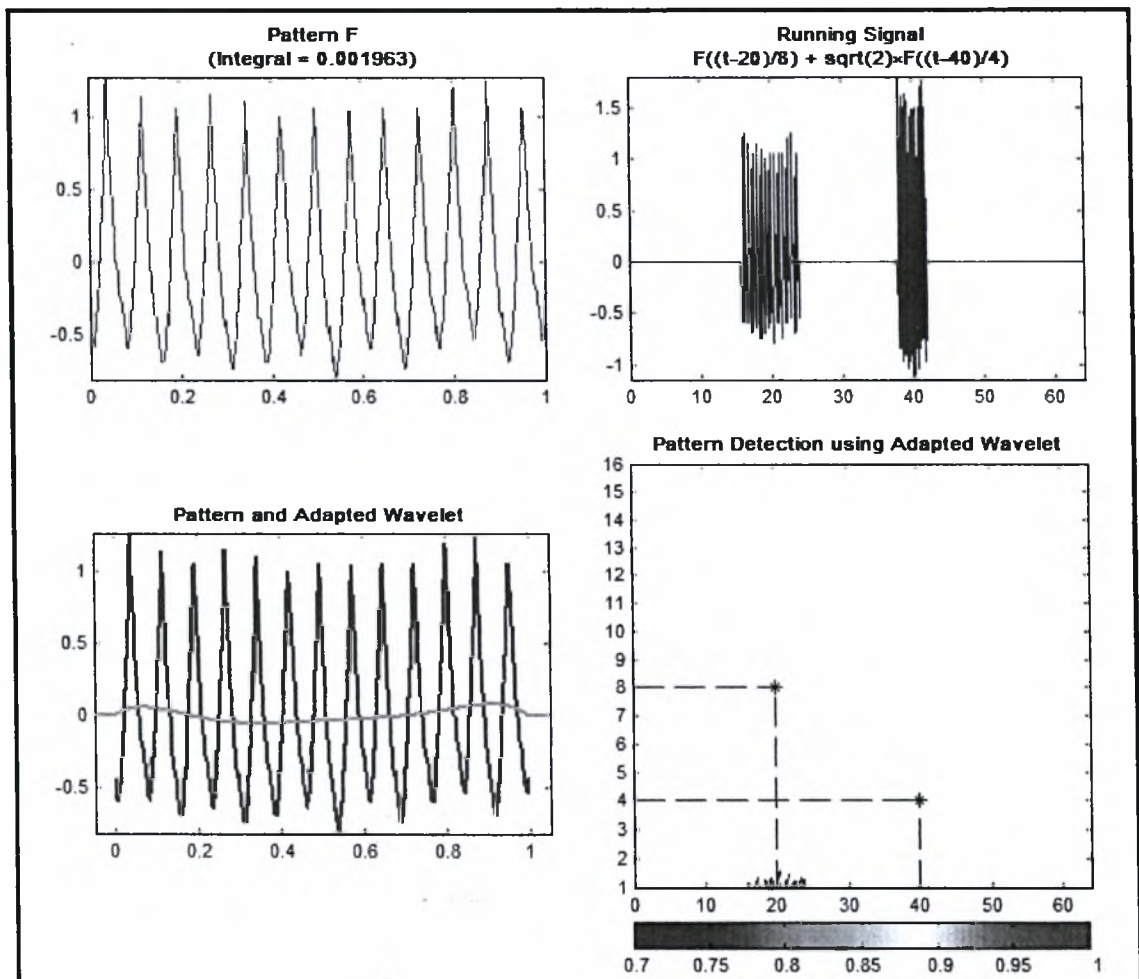 Pattern F
(Integral = 0.001963)
1
0.5
0
-0.5
0 0.2 0.4 0.6 0.8 1
Running Signal
F((t-20)/8) + sqrt(2)×F((t-40)/4)
1.5
1
0.5
0
-0.5
-1
0 10 20 30 40 50 60
Pattern and Adapted Wavelet
1
0.5
0
-0.5
0 0.2 0.4 0.6 0.8 1
Pattern Detection using Adapted Wavelet
16
15
14
13
12
11
10
9
8
7
6
5
4
3
2
1
0 10 20 30 40 50 60
0.7 0.75 0.8 0.85 0.9 0.95 1